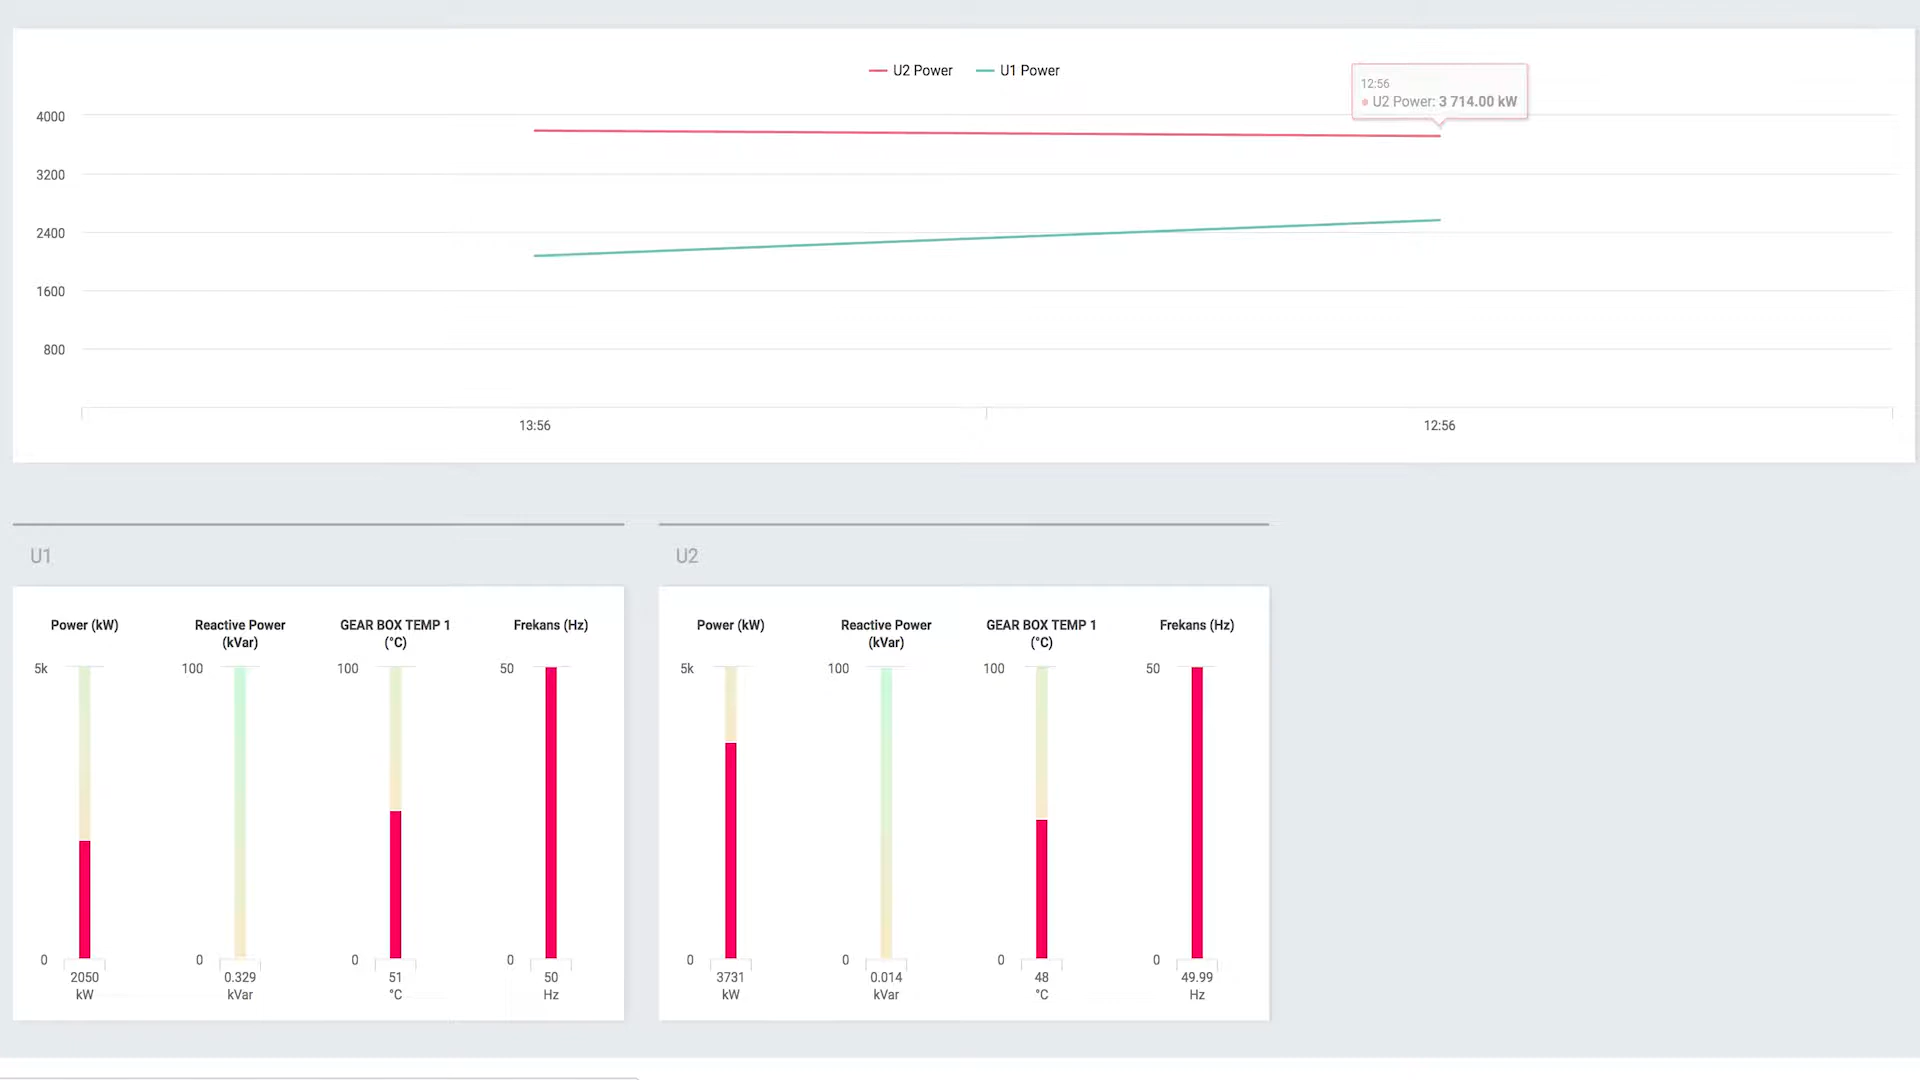 U2 Power
U1 Power
12:56
U2 Power: 3 714.00 kW
4000
3200
2400
1600
800
13:56
12:56
U1
Power (kW)
5k
0
2050
kW
Reactive Power
(kVar)
100
0
0.329
kVar
GEAR BOX TEMP 1
(°C)
100
0
51
°C
Frekans (Hz)
50
0
50
Hz
U2
Power (kW)
5k
0
3731
kW
Reactive Power
(kVar)
100
0
0.014
kVar
GEAR BOX TEMP 1
(°C)
100
0
48
°C
Frekans (Hz)
50
0
49.99
Hz